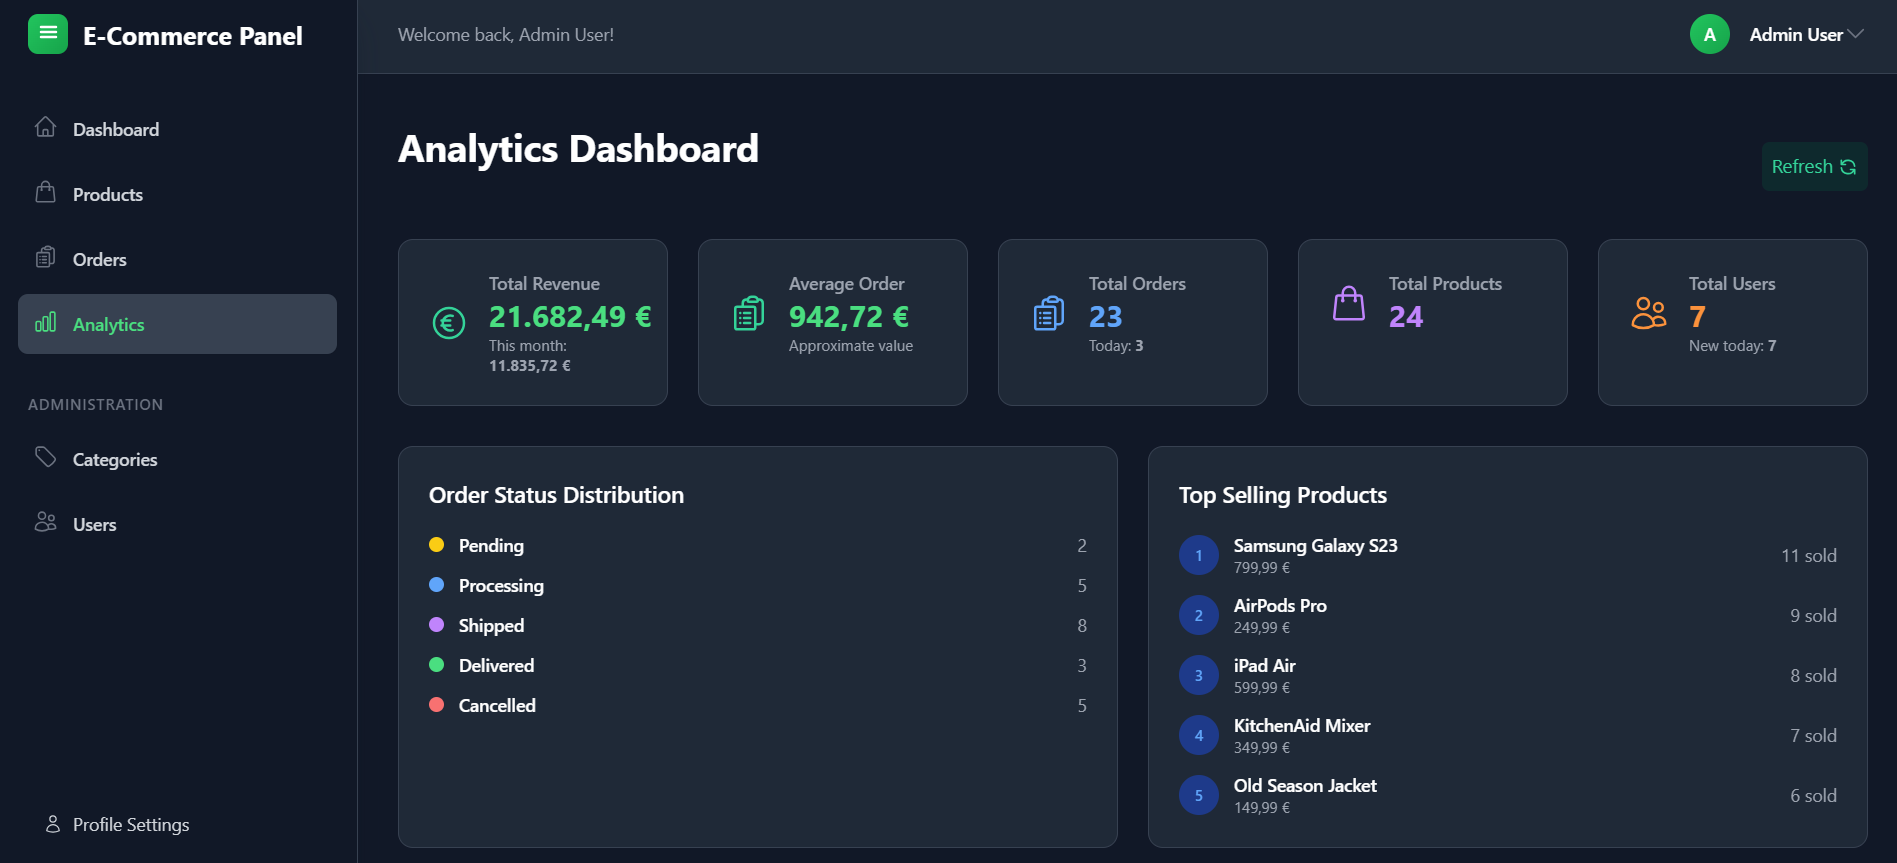 E-Commerce Panel
Welcome back, Admin User!
A
Admin User
Dashboard
Products
Orders
Analytics
ADMINISTRATION
Categories
Users
Profile Settings
Analytics Dashboard
Refresh
Total Revenue
21.682,49 €
This month:
11.835,72 €
Average Order
942,72 €
Approximate value
Total Orders
23
Today: 3
Total Products
24
Total Users
7
New today: 7
Order Status Distribution
Pending 2
Processing 5
Shipped 8
Delivered 3
Cancelled 5
Top Selling Products
1 Samsung Galaxy S23 11 sold
799,99 €
2 AirPods Pro 9 sold
249,99 €
3 iPad Air 8 sold
599,99 €
4 KitchenAid Mixer 7 sold
349,99 €
5 Old Season Jacket 6 sold
149,99 €